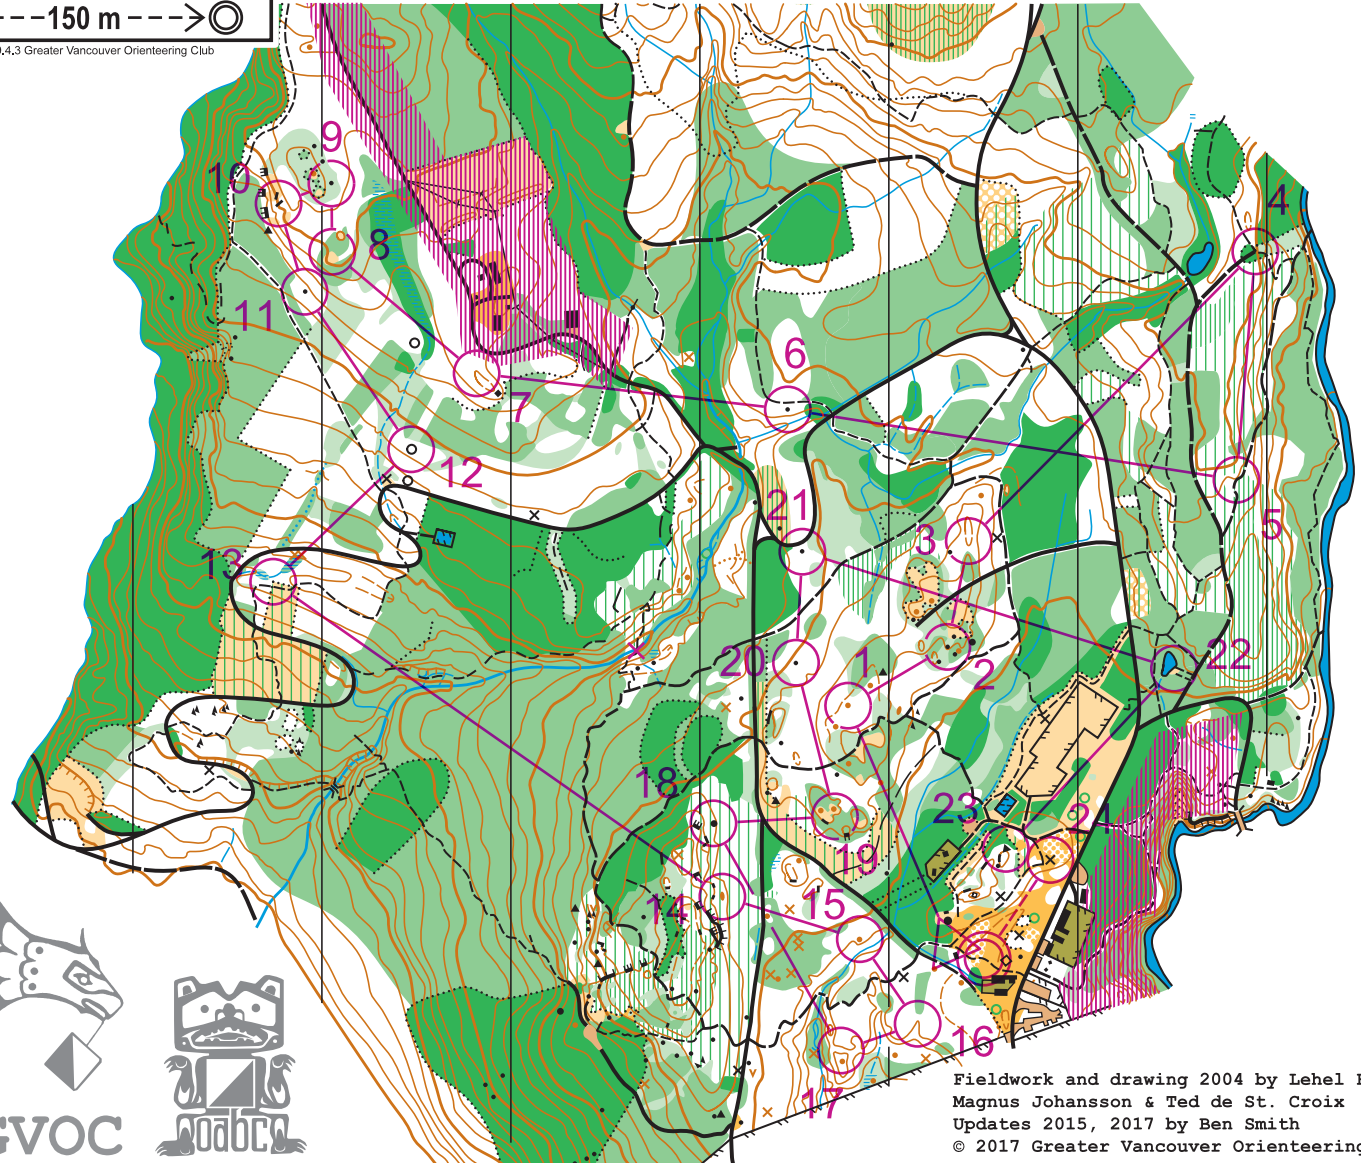 150 m
.4.3 Greater Vancouver Orienteering Club
9
10
4
8
11
6
7
12
21
5
3
13
20
1
2
22
18
23
19
14
15
16
17
GVOC
oabc
Fieldwork and drawing 2004 by Lehel
Magnus Johansson & Ted de St. Croix
Updates 2015, 2017 by Ben Smith
© 2017 Greater Vancouver Orienteering